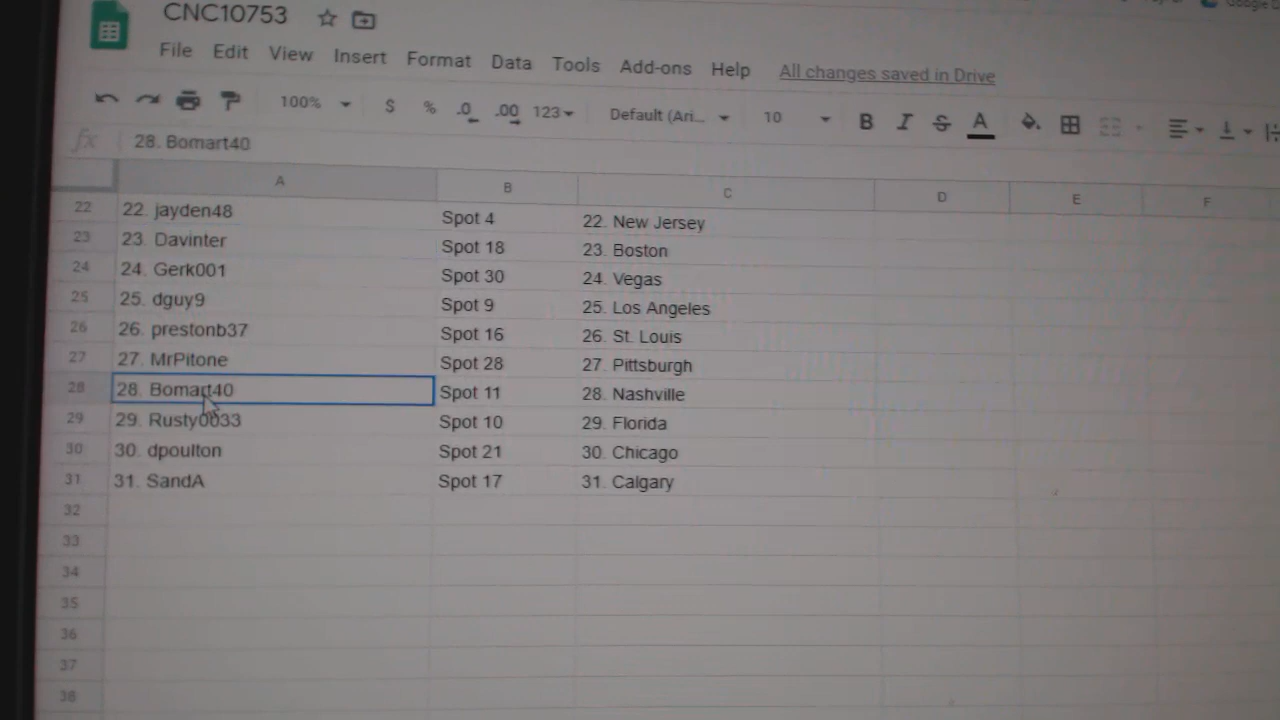 CNC10753
File Edit View Insert Format Data Tools Add-ons Help All changes saved in Drive
100% $ % .0 .00 123 Default (Ari... 10 B I S A
fx 28. Bomart40
A B C D E F
22 22. jayden48 Spot 4 22. New Jersey
23 23. Davinter Spot 18 23. Boston
24 24. Gerk001 Spot 30 24. Vegas
25 25. dguy9 Spot 9 25. Los Angeles
26 26. prestonb37 Spot 16 26. St. Louis
27 27. MrPitone Spot 28 27. Pittsburgh
28 28. Bomart40 Spot 11 28. Nashville
29 29. Rusty0033 Spot 10 29. Florida
30 30. dpoulton Spot 21 30. Chicago
31 31. SandA Spot 17 31. Calgary
32
33
34
35
36
37
38